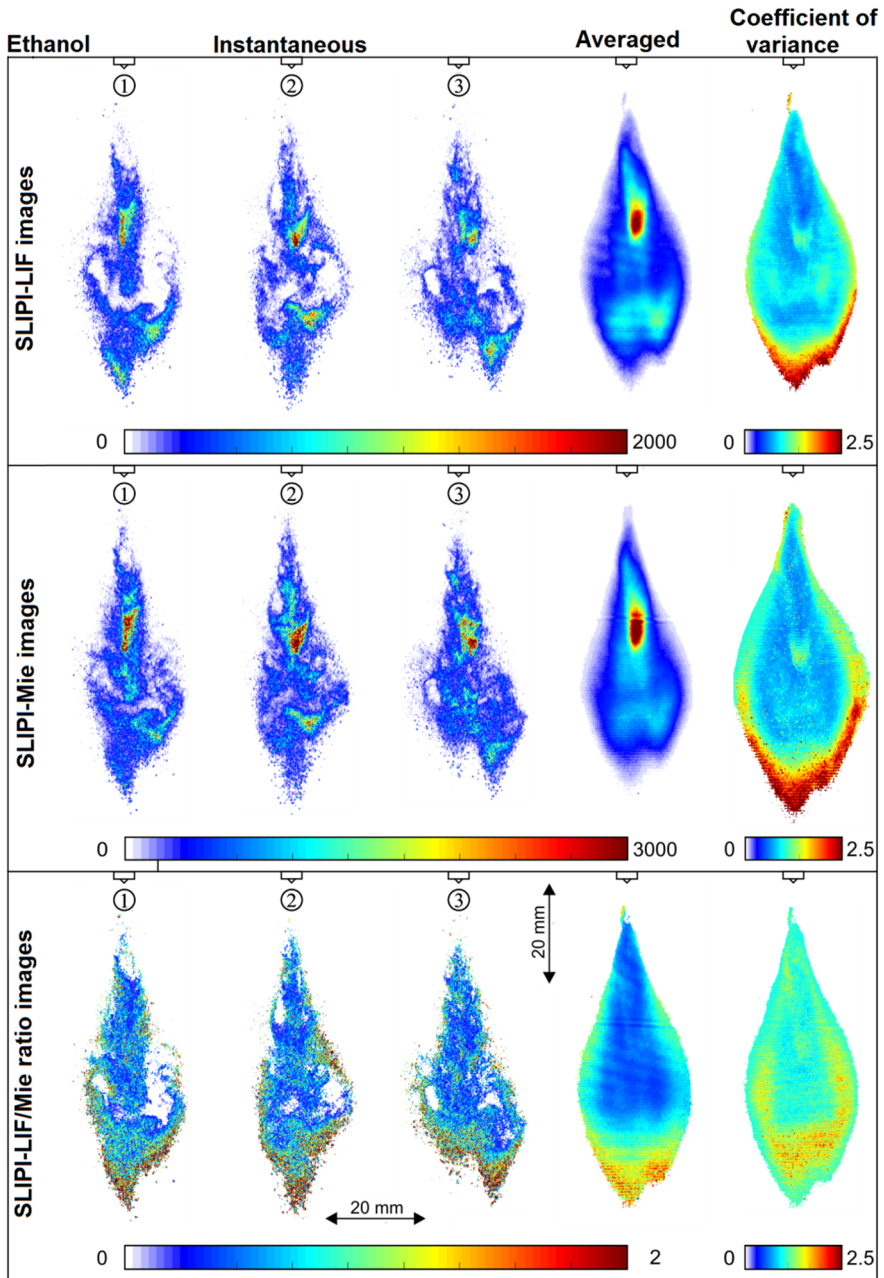 Ethanol
Instantaneous
Averaged
Coefficient of
variance
SLIPI-LIF images
① ② ③
0 2000
0 2.5
SLIPI-Mie images
① ② ③
0 3000
0 2.5
SLIPI-LIF/Mie ratio images
① ② ③
20 mm
20 mm
0 2
0 2.5